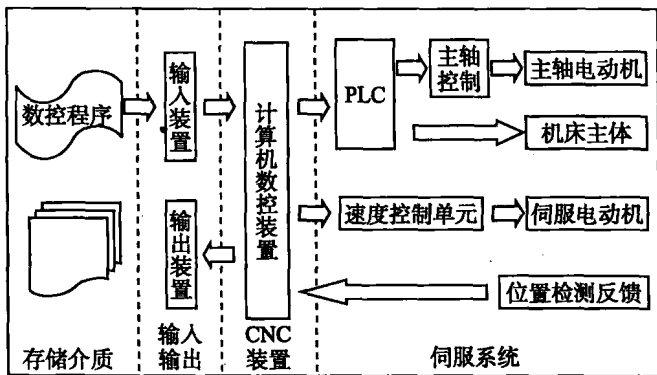 数控程序
输入装置
输出装置
计算机数控装置
PLC
主轴
控制
主轴电动机
机床主体
速度控制单元
伺服电动机
位置检测反馈
存储介质
输入
输出
CNC
装置
伺服系统